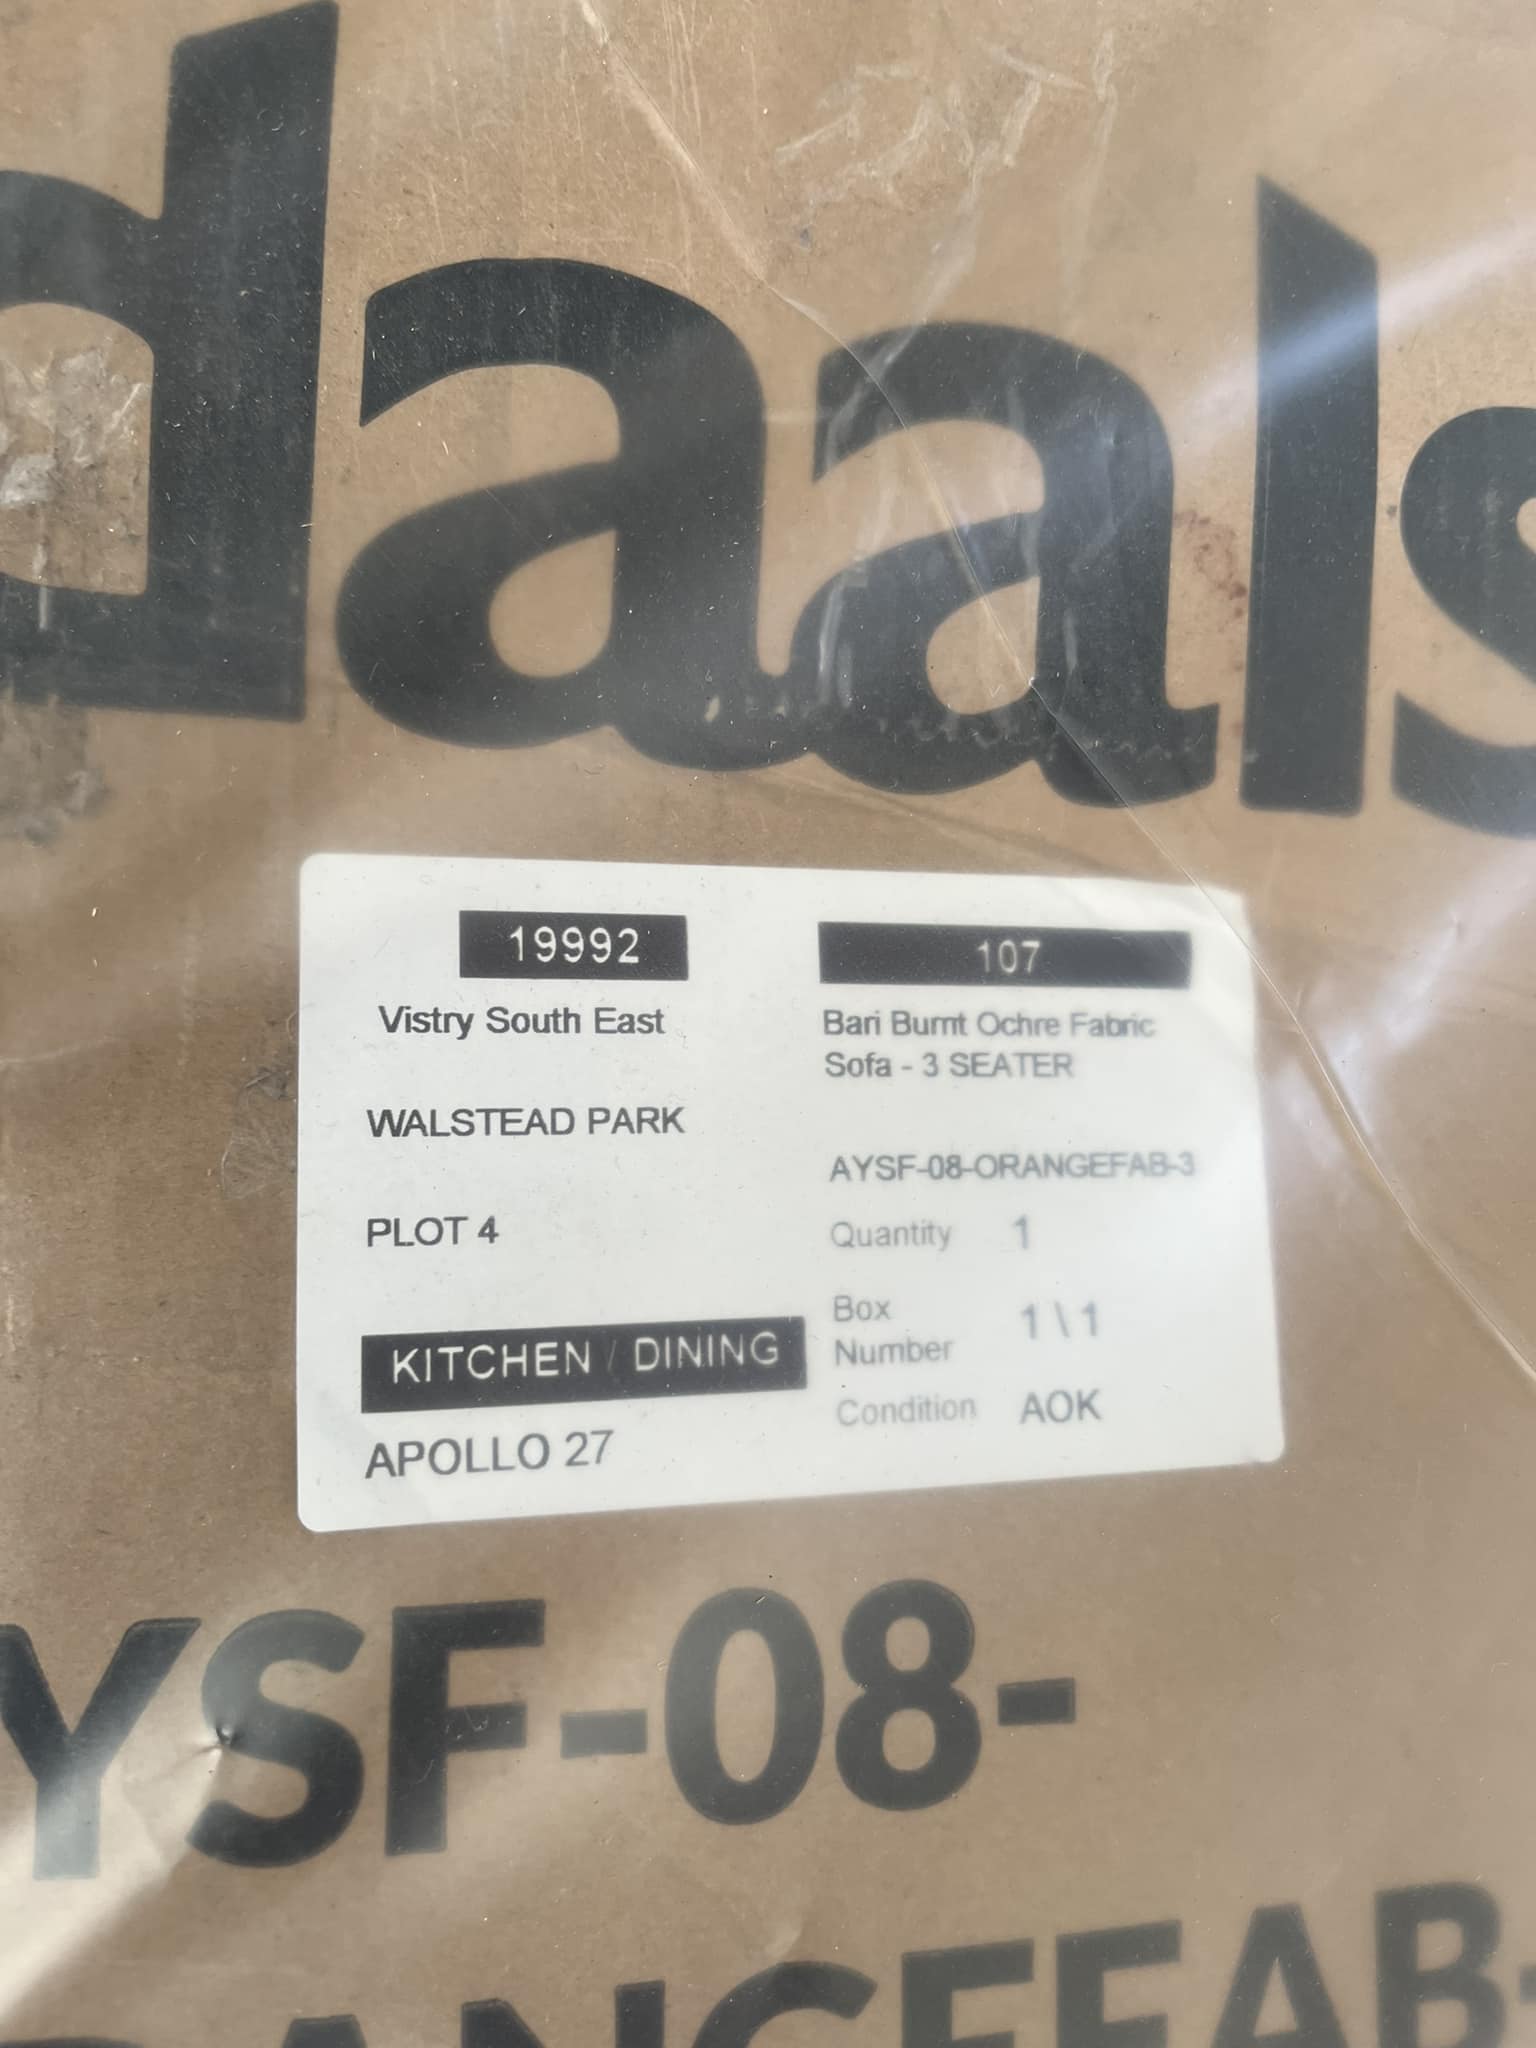 daals
19992
Vistry South East
WALSTEAD PARK
PLOT 4
KITCHEN / DINING
APOLLO 27
107
Bari Burnt Ochre Fabric
Sofa - 3 SEATER
AYSF-08-ORANGEFAB-3
Quantity 1
Box
Number 1 \ 1
Condition AOK
YSF-08-
RANGEFAB-